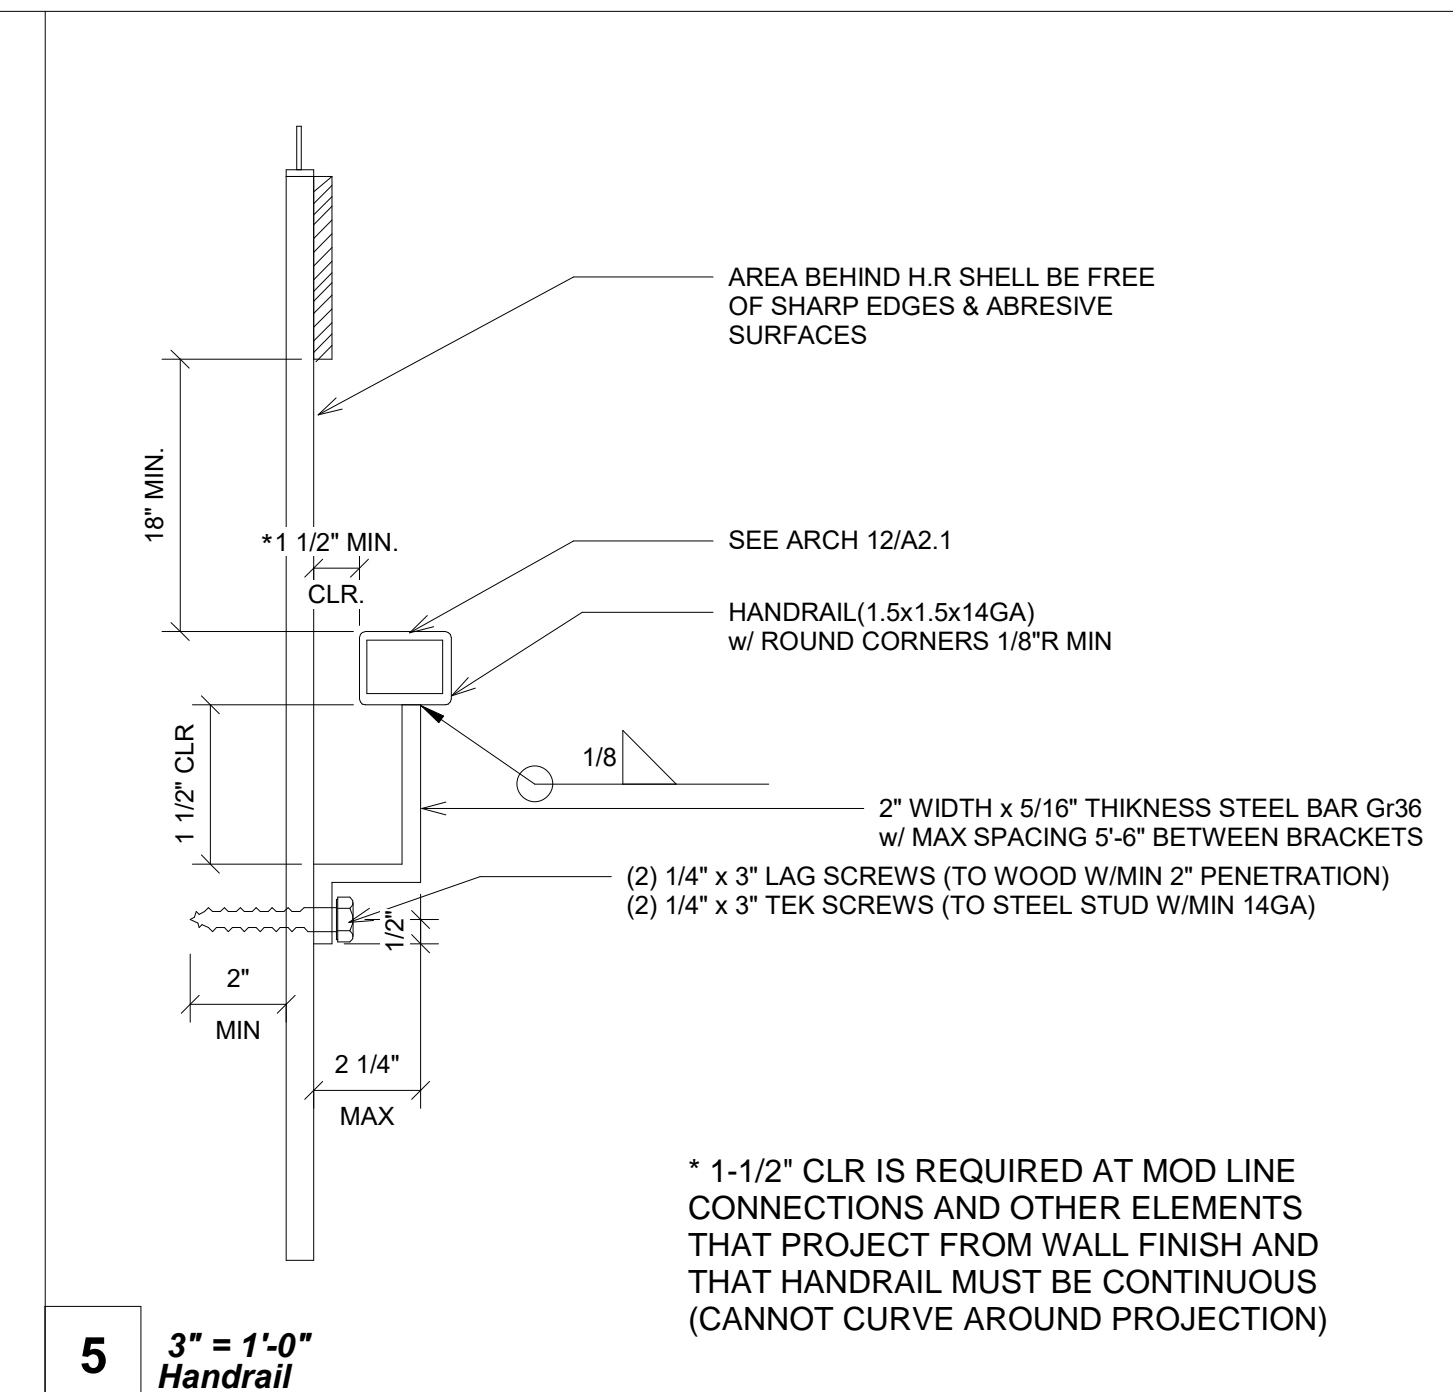 AREA BEHIND H.R SHELL BE FREE
OF SHARP EDGES & ABRESIVE
SURFACES
18" MIN.
*1 1/2" MIN.
CLR.
SEE ARCH 12/A2.1
HANDRAIL(1.5x1.5x14GA)
w/ ROUND CORNERS 1/8"R MIN
1 1/2" CLR
1/8
2" WIDTH x 5/16" THIKNESS STEEL BAR Gr36
w/ MAX SPACING 5'-6" BETWEEN BRACKETS
(2) 1/4" x 3" LAG SCREWS (TO WOOD W/MIN 2" PENETRATION)
(2) 1/4" x 3" TEK SCREWS (TO STEEL STUD W/MIN 14GA)
1/2"
2"
MIN
2 1/4"
MAX
* 1-1/2" CLR IS REQUIRED AT MOD LINE
CONNECTIONS AND OTHER ELEMENTS
THAT PROJECT FROM WALL FINISH AND
THAT HANDRAIL MUST BE CONTINUOUS
(CANNOT CURVE AROUND PROJECTION)
5
3" = 1'-0"
Handrail